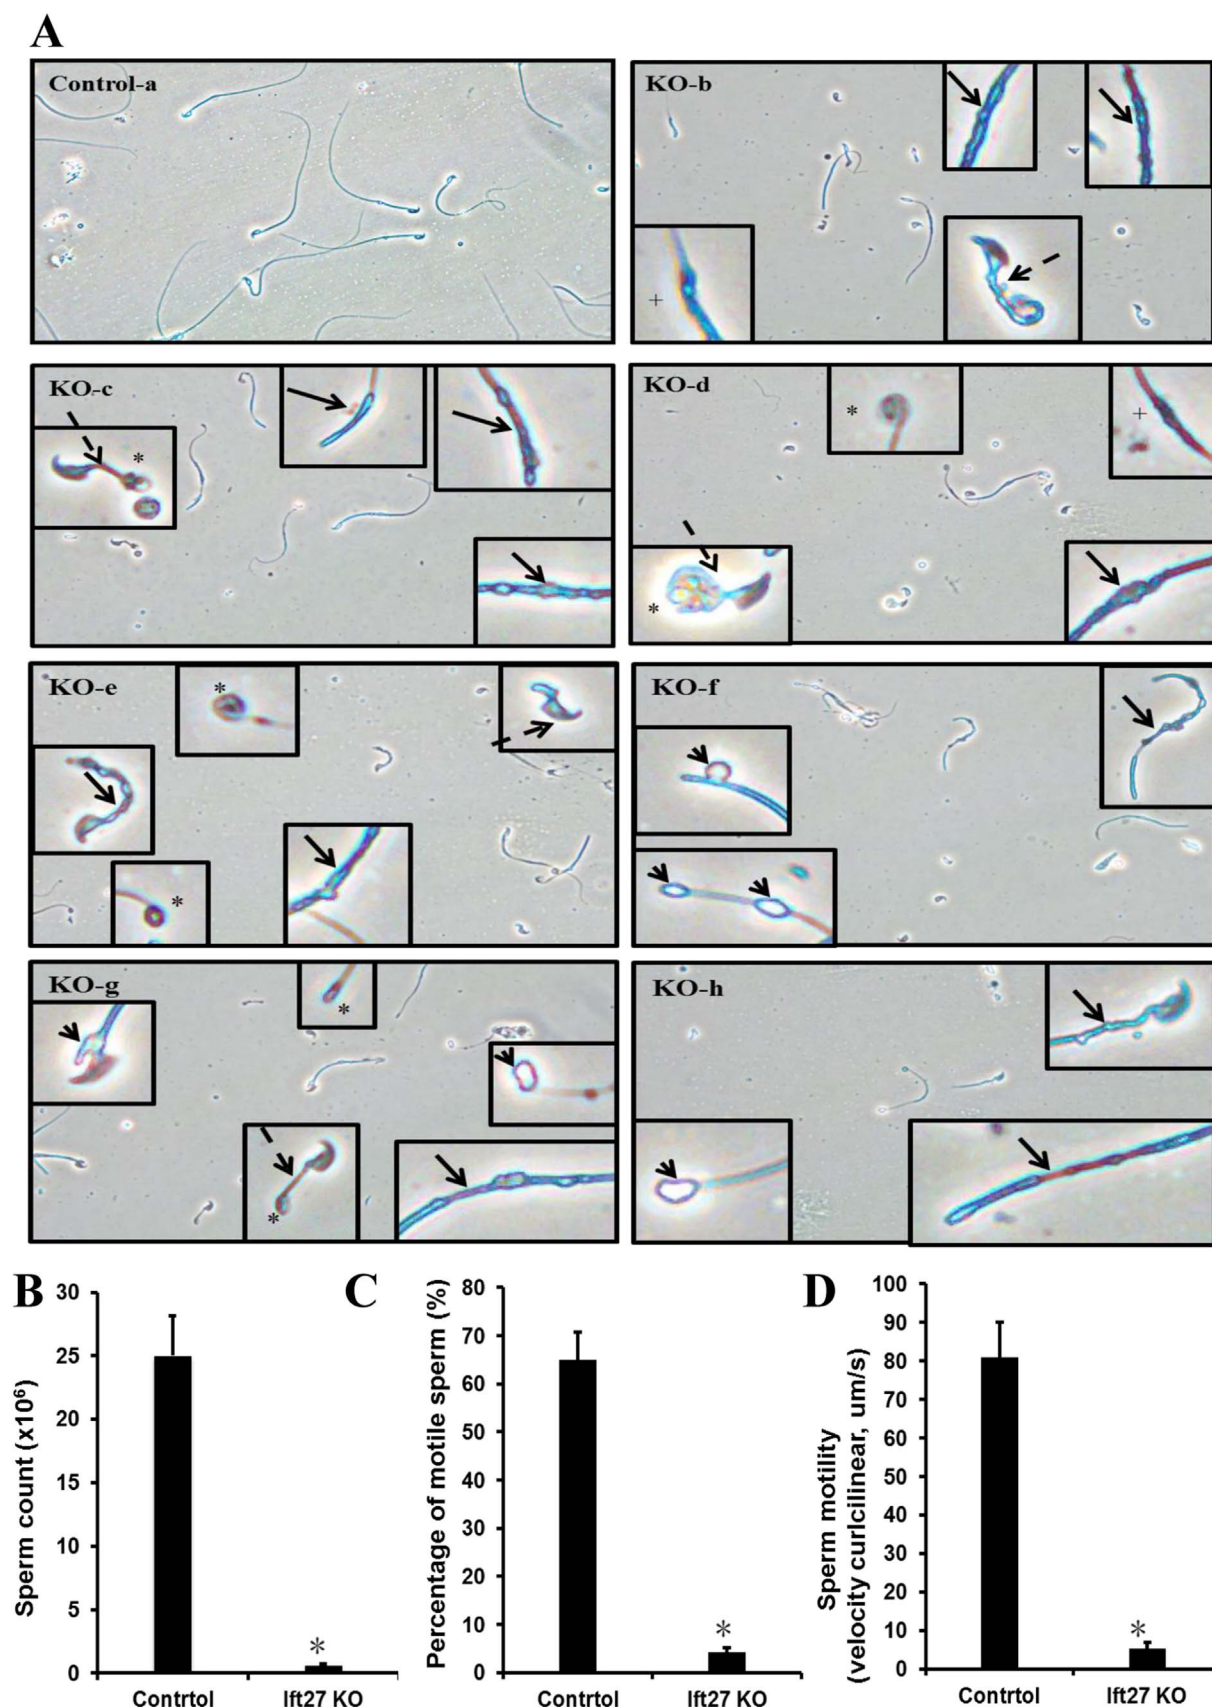 A
Control-a
KO-b
+
KO-c
*
KO-d
*
+
*
KO-e
*
*
KO-f
KO-g
*
*
KO-h
B
Sperm count (x10⁶)
30
25
20
15
10
5
0
*
Contrtol
Ift27 KO
C
Percentage of motile sperm (%)
80
70
60
50
40
30
20
10
0
*
Contrtol
Ift27 KO
D
Sperm motility
(velocity curlcilinear, um/s)
100
90
80
70
60
50
40
30
20
10
0
*
Contrtol
Ift27 KO